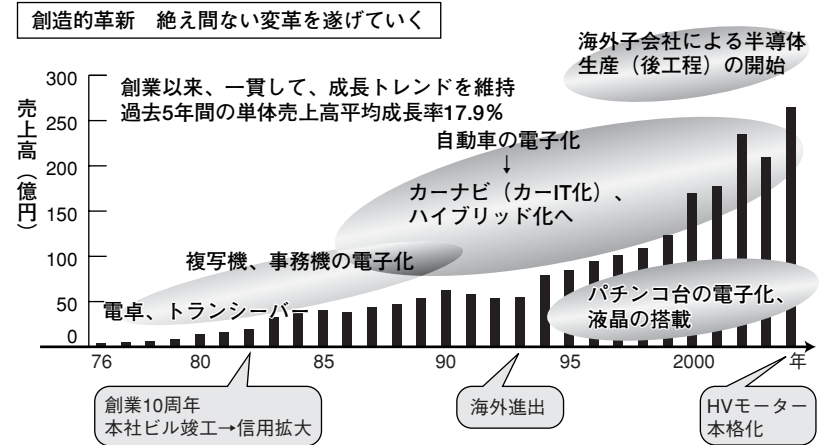 創造的革新　絶え間ない変革を遂げていく
海外子会社による半導体
生産（後工程）の開始
創業以来、一貫して、成長トレンドを維持
過去5年間の単体売上高平均成長率17.9%
自動車の電子化
↓
カーナビ（カーIT化）、
ハイブリッド化へ
複写機、事務機の電子化
電卓、トランシーバー
パチンコ台の電子化、
液晶の搭載
売上高（億円）
300
250
200
150
100
50
0
76 80 85 90 95 2000 年
創業10周年
本社ビル竣工→信用拡大
海外進出
HVモーター
本格化